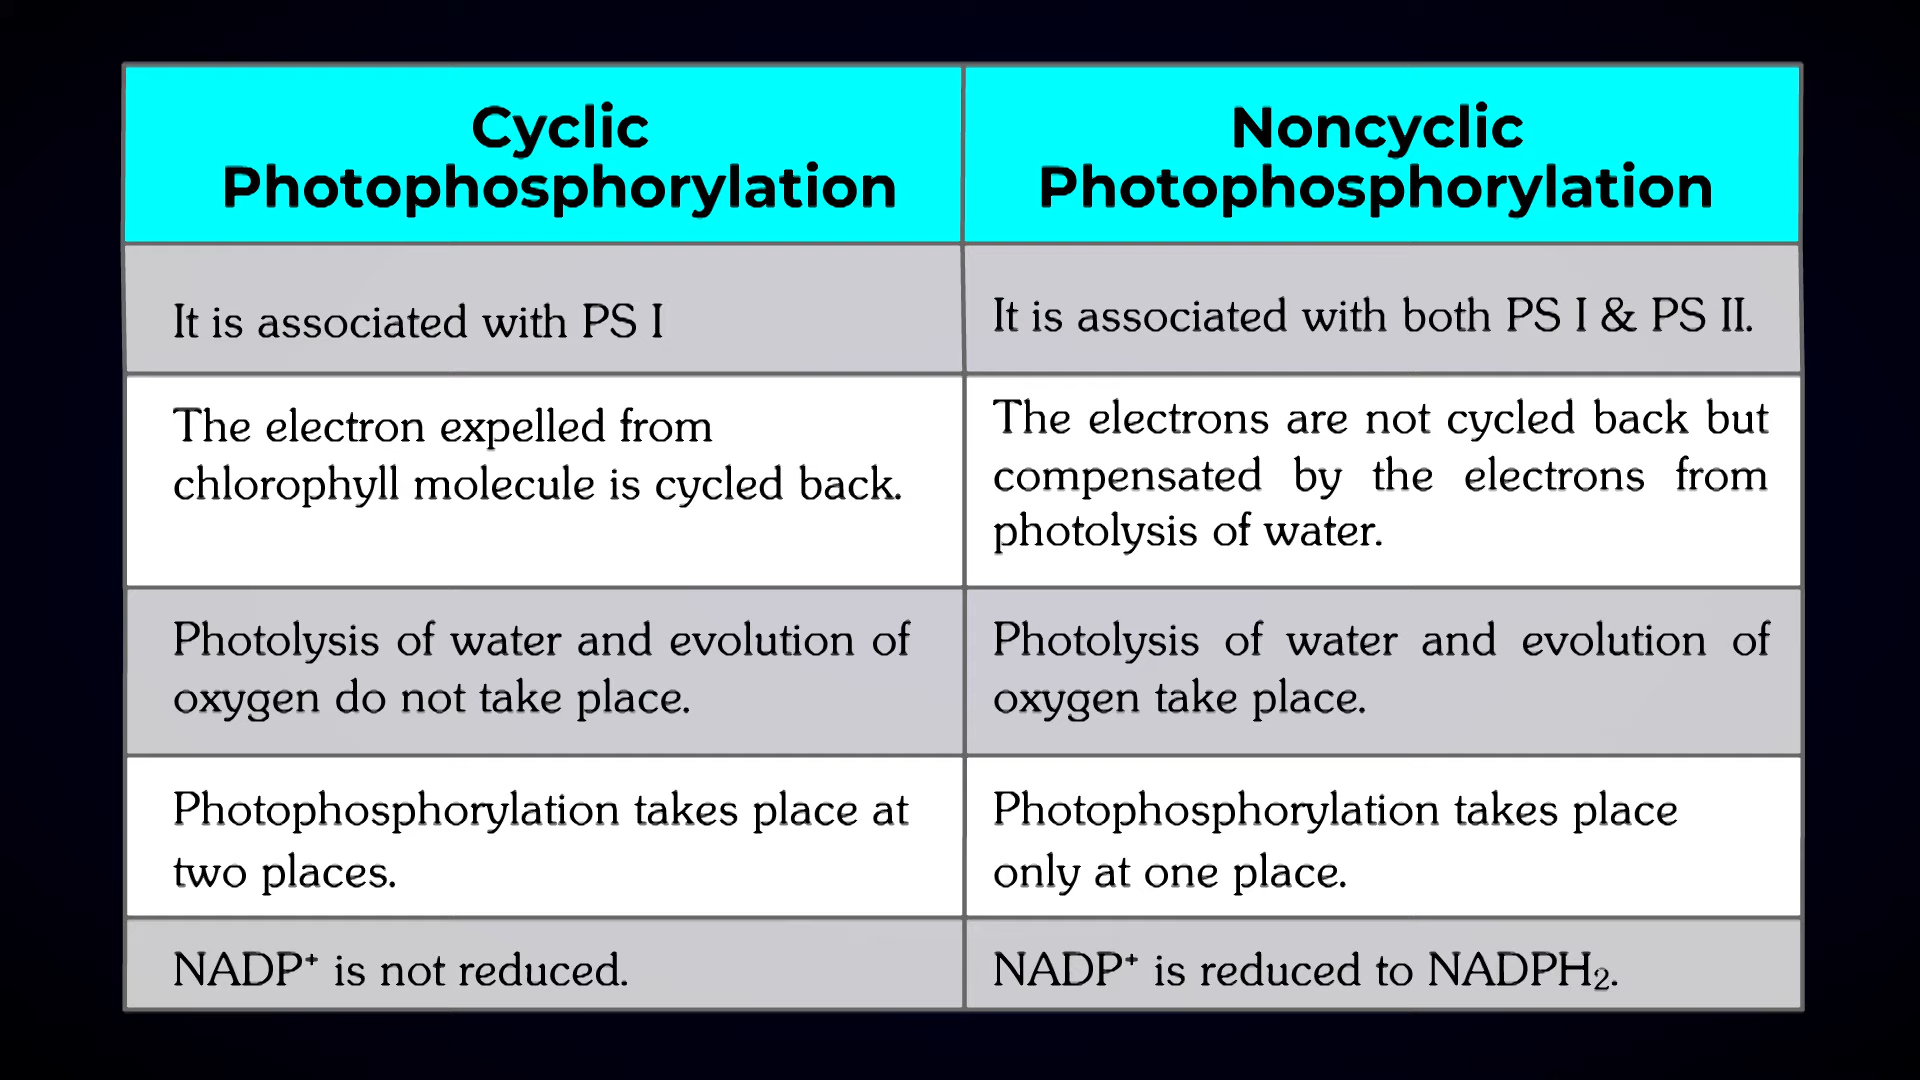 Cyclic
Photophosphorylation
Noncyclic
Photophosphorylation
It is associated with PS I
It is associated with both PS I & PS II.
The electron expelled from
chlorophyll molecule is cycled back.
The electrons are not cycled back but
compensated by the electrons from
photolysis of water.
Photolysis of water and evolution of
oxygen do not take place.
Photolysis of water and evolution of
oxygen take place.
Photophosphorylation takes place at
two places.
Photophosphorylation takes place
only at one place.
NADP⁺ is not reduced.
NADP⁺ is reduced to NADPH₂.